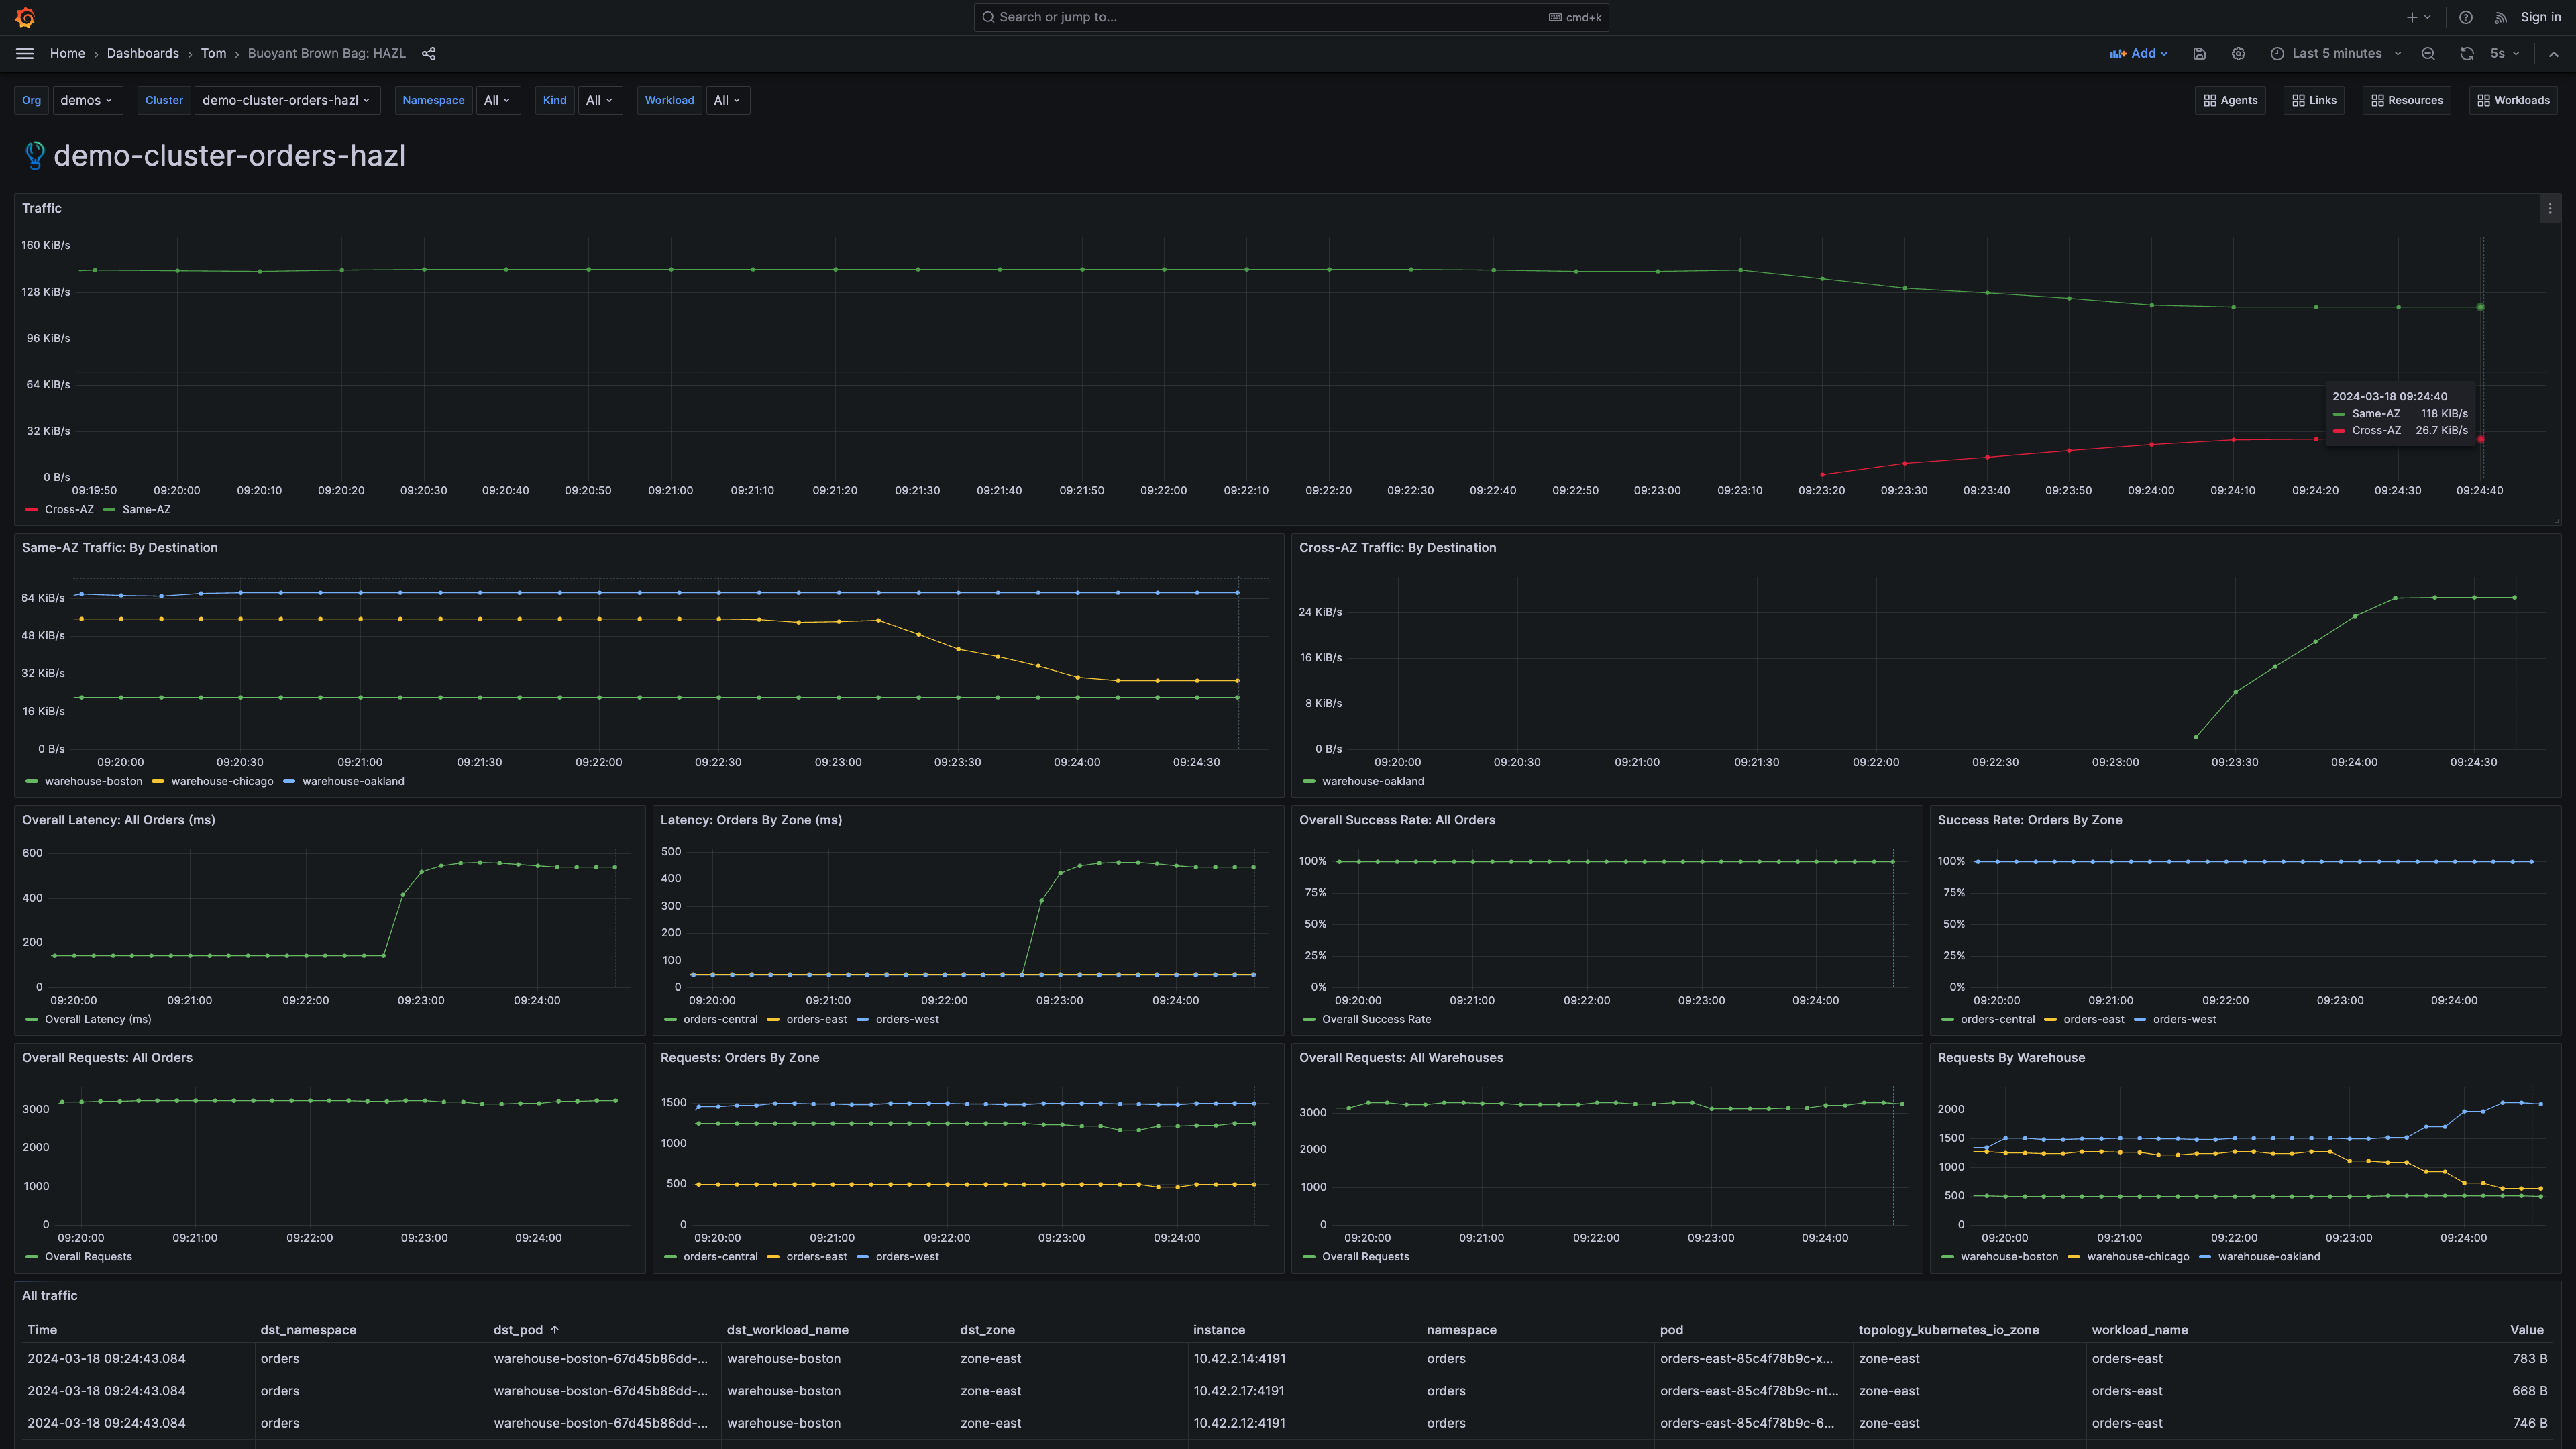 Search or jump to... cmd+k Sign in
Home › Dashboards › Tom › Buoyant Brown Bag: HAZL Add Last 5 minutes 5s
Org demos Cluster demo-cluster-orders-hazl Namespace All Kind All Workload All Agents Links Resources Workloads
demo-cluster-orders-hazl
Traffic
160 KiB/s
128 KiB/s
96 KiB/s
64 KiB/s
32 KiB/s
0 B/s
2024-03-18 09:24:40
Same-AZ 118 KiB/s
Cross-AZ 26.7 KiB/s
09:19:50 09:20:00 09:20:10 09:20:20 09:20:30 09:20:40 09:20:50 09:21:00 09:21:10 09:21:20 09:21:30 09:21:40 09:21:50 09:22:00 09:22:10 09:22:20 09:22:30 09:22:40 09:22:50 09:23:00 09:23:10 09:23:20 09:23:30 09:23:40 09:23:50 09:24:00 09:24:10 09:24:20 09:24:30 09:24:40
Cross-AZ Same-AZ
Same-AZ Traffic: By Destination
64 KiB/s
48 KiB/s
32 KiB/s
16 KiB/s
0 B/s
09:20:00 09:20:30 09:21:00 09:21:30 09:22:00 09:22:30 09:23:00 09:23:30 09:24:00 09:24:30
warehouse-boston warehouse-chicago warehouse-oakland
Cross-AZ Traffic: By Destination
24 KiB/s
16 KiB/s
8 KiB/s
0 B/s
09:20:00 09:20:30 09:21:00 09:21:30 09:22:00 09:22:30 09:23:00 09:23:30 09:24:00 09:24:30
warehouse-oakland
Overall Latency: All Orders (ms)
600
400
200
0
09:20:00 09:21:00 09:22:00 09:23:00 09:24:00
Overall Latency (ms)
Latency: Orders By Zone (ms)
500
400
300
200
100
0
09:20:00 09:21:00 09:22:00 09:23:00 09:24:00
orders-central orders-east orders-west
Overall Success Rate: All Orders
100%
75%
50%
25%
0%
09:20:00 09:21:00 09:22:00 09:23:00 09:24:00
Overall Success Rate
Success Rate: Orders By Zone
100%
75%
50%
25%
0%
09:20:00 09:21:00 09:22:00 09:23:00 09:24:00
orders-central orders-east orders-west
Overall Requests: All Orders
3000
2000
1000
0
09:20:00 09:21:00 09:22:00 09:23:00 09:24:00
Overall Requests
Requests: Orders By Zone
1500
1000
500
0
09:20:00 09:21:00 09:22:00 09:23:00 09:24:00
orders-central orders-east orders-west
Overall Requests: All Warehouses
3000
2000
1000
0
09:20:00 09:21:00 09:22:00 09:23:00 09:24:00
Overall Requests
Requests By Warehouse
2000
1500
1000
500
0
09:20:00 09:21:00 09:22:00 09:23:00 09:24:00
warehouse-boston warehouse-chicago warehouse-oakland
All traffic
Time dst_namespace dst_pod ↑ dst_workload_name dst_zone instance namespace pod topology_kubernetes_io_zone workload_name Value
2024-03-18 09:24:43.084 orders warehouse-boston-67d45b86dd-... warehouse-boston zone-east 10.42.2.14:4191 orders orders-east-85c4f78b9c-x... zone-east orders-east 783 B
2024-03-18 09:24:43.084 orders warehouse-boston-67d45b86dd-... warehouse-boston zone-east 10.42.2.17:4191 orders orders-east-85c4f78b9c-nt... zone-east orders-east 668 B
2024-03-18 09:24:43.084 orders warehouse-boston-67d45b86dd-... warehouse-boston zone-east 10.42.2.12:4191 orders orders-east-85c4f78b9c-6... zone-east orders-east 746 B